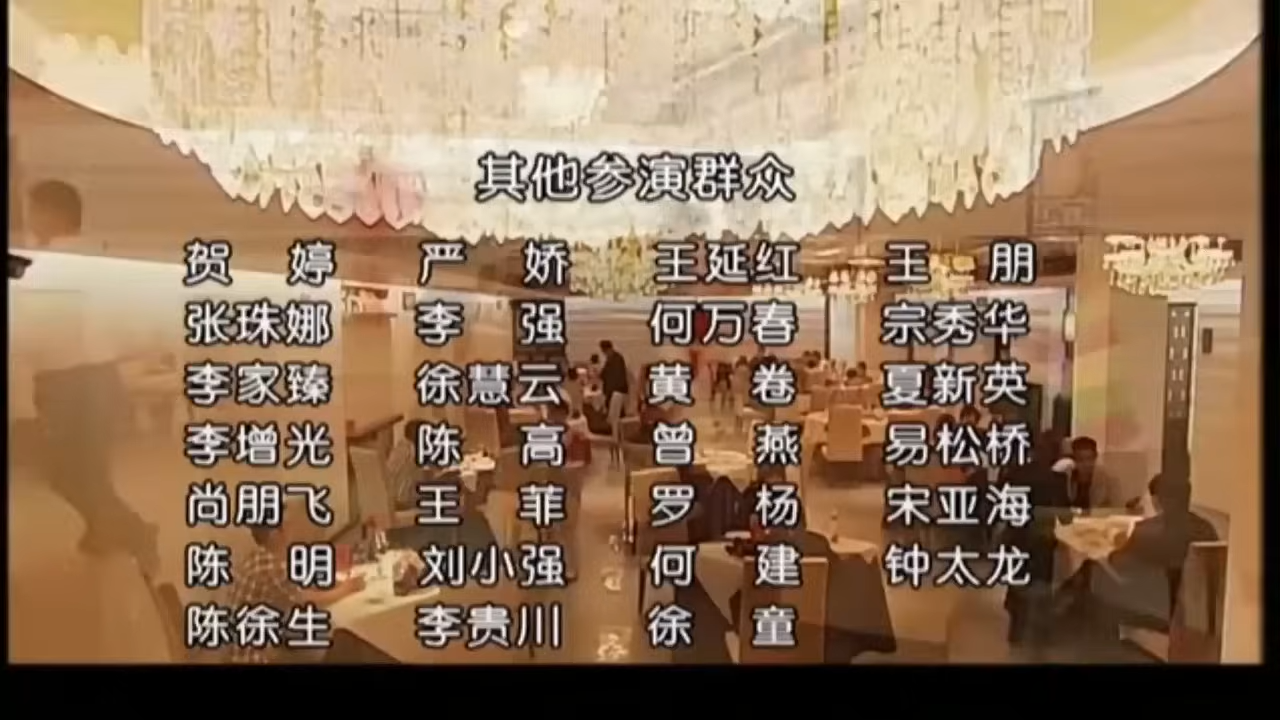 其他参演群众
贺婷 严娇 王延红 王朋
张珠娜 李强 何万春 宗秀华
李家臻 徐慧云 黄卷 夏新英
李增光 陈高 曾燕 易松桥
尚朋飞 王菲 罗杨 宋亚海
陈明 刘小强 何建 钟太龙
陈徐生 李贵川 徐童